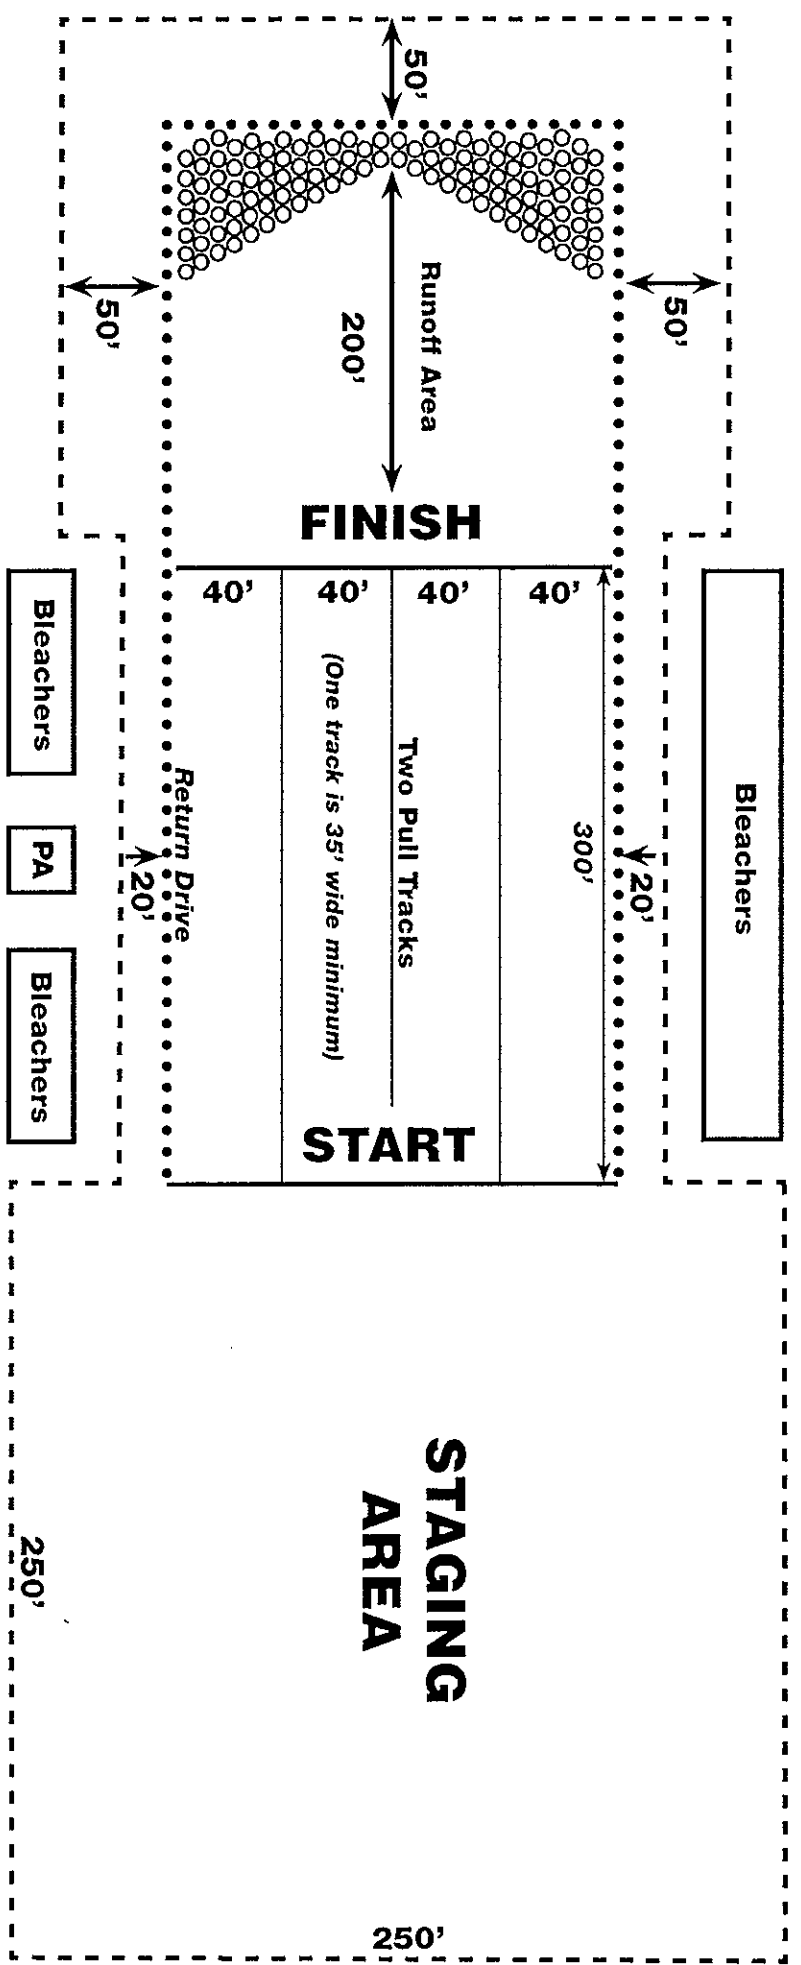 50'
50'
50'
Runoff Area
200'
FINISH
40'
40'
40'
40'
Bleachers
PA
Bleachers
Return Drive
20'
(One track is 35' wide minimum)
Two Pull Tracks
300'
20'
Bleachers
START
STAGING
AREA
250'
250'